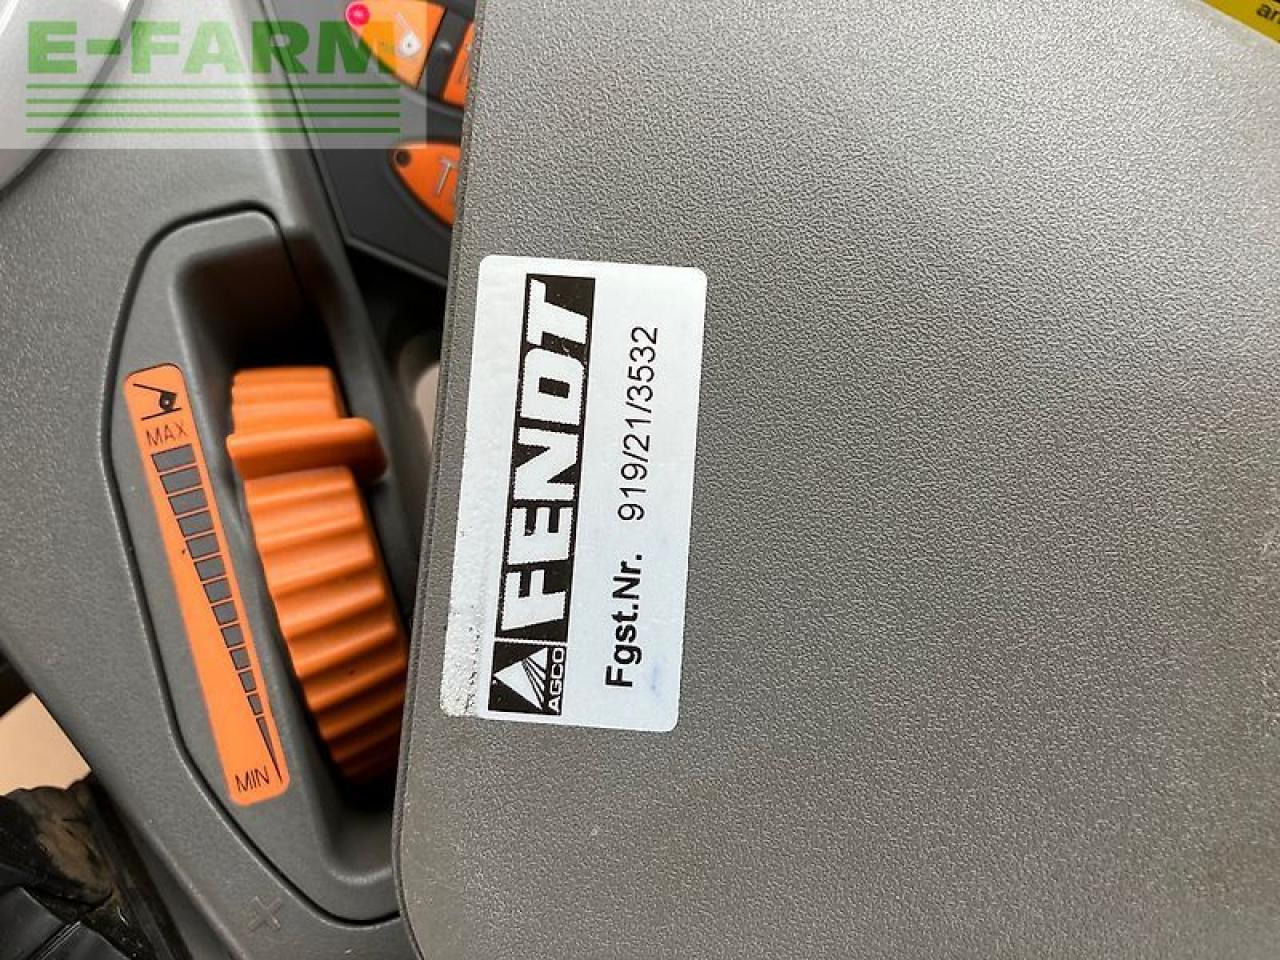 E-FARM
MAX
MIN
FENDT
AGCO
Fgst.Nr. 919/21/3532